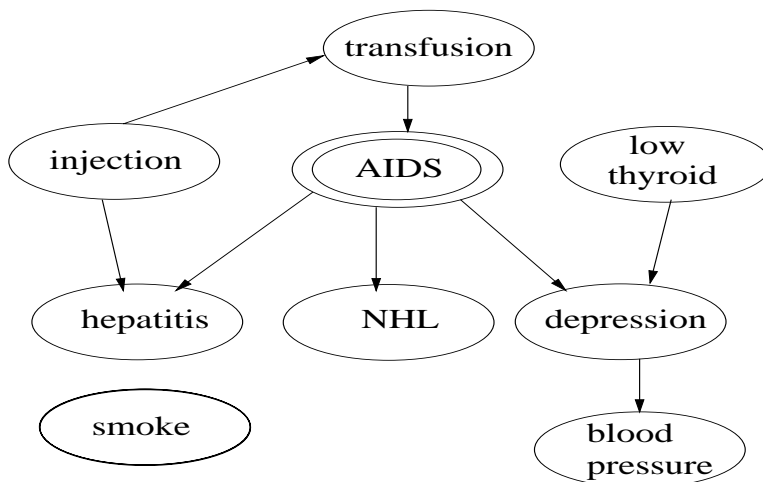 transfusion
injection
AIDS
low
thyroid
hepatitis
NHL
depression
smoke
blood
pressure